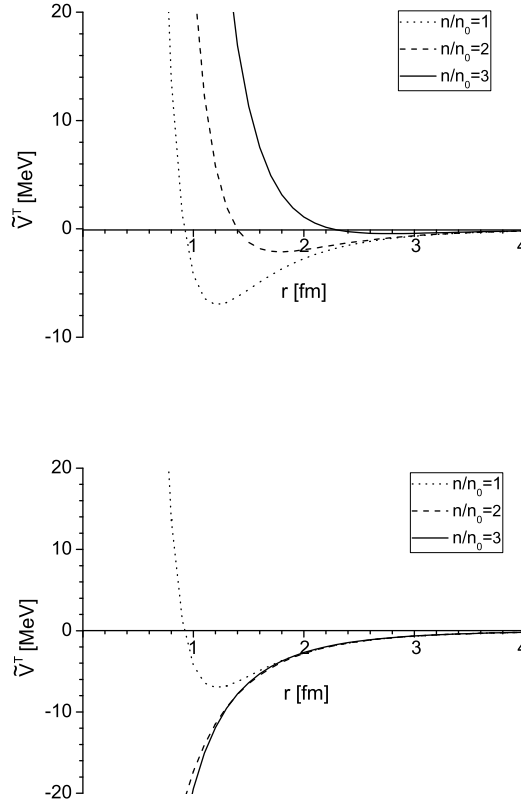 20
10
0
-10
Ṽᵀ [MeV]
1
2
3
4
r [fm]
n/n₀=1
n/n₀=2
n/n₀=3
20
10
0
-10
-20
Ṽᵀ [MeV]
1
2
3
4
r [fm]
n/n₀=1
n/n₀=2
n/n₀=3